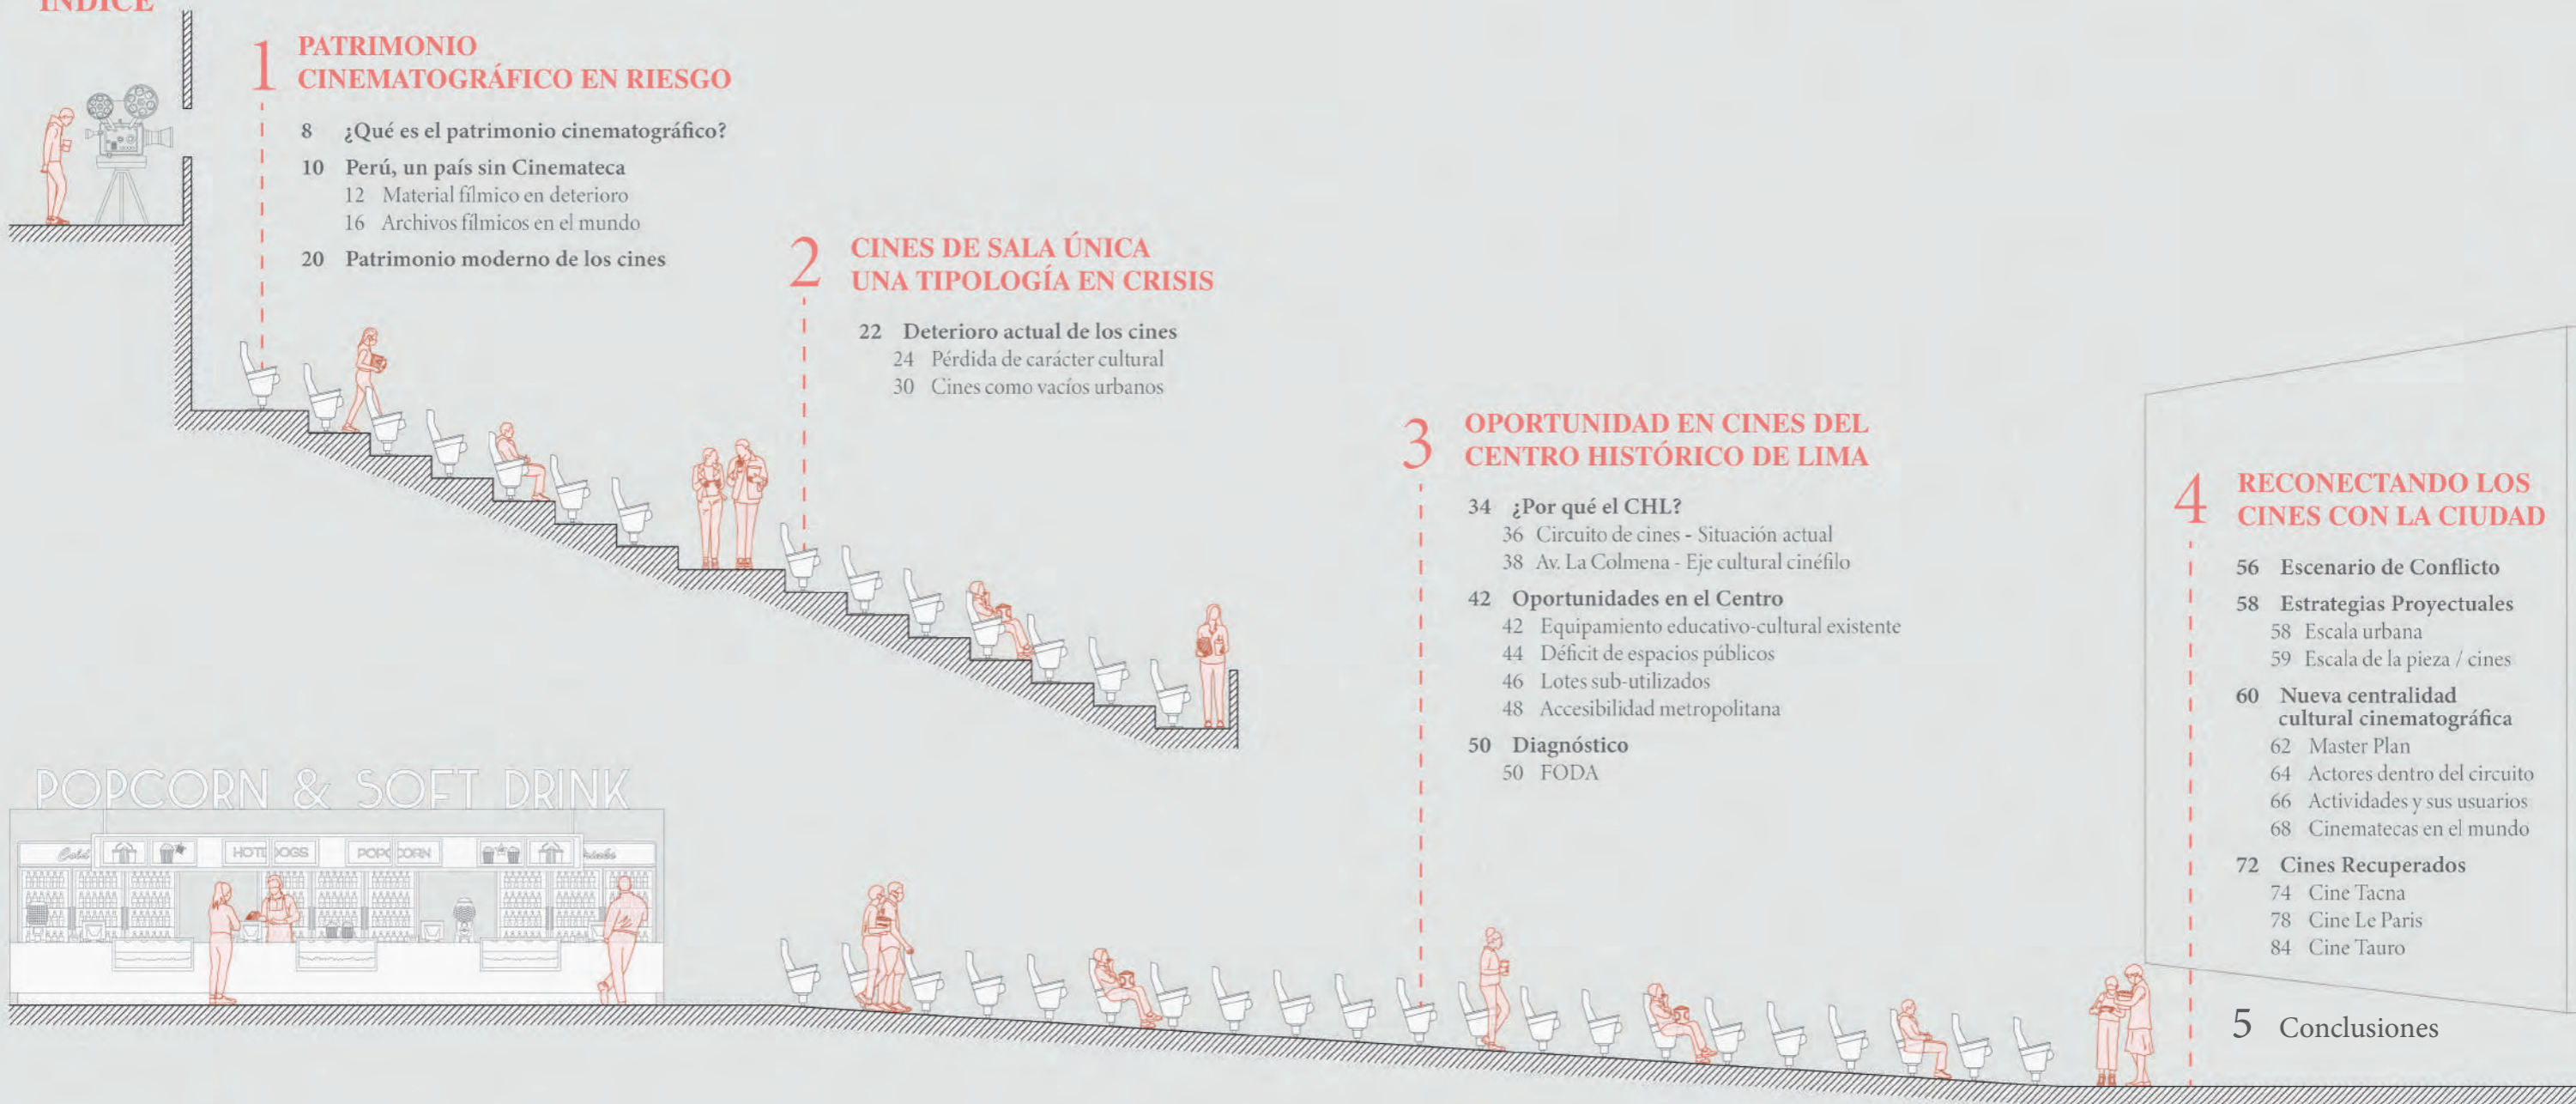 ÍNDICE
1 PATRIMONIO
CINEMATOGRÁFICO EN RIESGO
8 ¿Qué es el patrimonio cinematográfico?
10 Perú, un país sin Cinemateca
12 Material fílmico en deterioro
16 Archivos fílmicos en el mundo
20 Patrimonio moderno de los cines
2 CINES DE SALA ÚNICA
UNA TIPOLOGÍA EN CRISIS
22 Deterioro actual de los cines
24 Pérdida de carácter cultural
30 Cines como vacíos urbanos
3 OPORTUNIDAD EN CINES DEL
CENTRO HISTÓRICO DE LIMA
34 ¿Por qué el CHL?
36 Circuito de cines - Situación actual
38 Av. La Colmena - Eje cultural cinéfilo
42 Oportunidades en el Centro
42 Equipamiento educativo-cultural existente
44 Déficit de espacios públicos
46 Lotes sub-utilizados
48 Accesibilidad metropolitana
50 Diagnóstico
50 FODA
4 RECONECTANDO LOS
CINES CON LA CIUDAD
56 Escenario de Conflicto
58 Estrategias Proyectuales
58 Escala urbana
59 Escala de la pieza / cines
60 Nueva centralidad
cultural cinematográfica
62 Master Plan
64 Actores dentro del circuito
66 Actividades y sus usuarios
68 Cinematecas en el mundo
72 Cines Recuperados
74 Cine Tacna
78 Cine Le Paris
84 Cine Tauro
5 Conclusiones
POPCORN & SOFT DRINK
Cold
HOT DOGS
POPCORN
Drinks